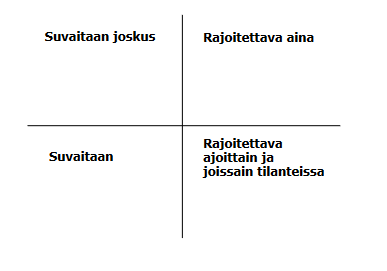 Suvaitaan joskus
Rajoitettava aina
Suvaitaan
Rajoitettava
ajoittain ja
joissain tilanteissa